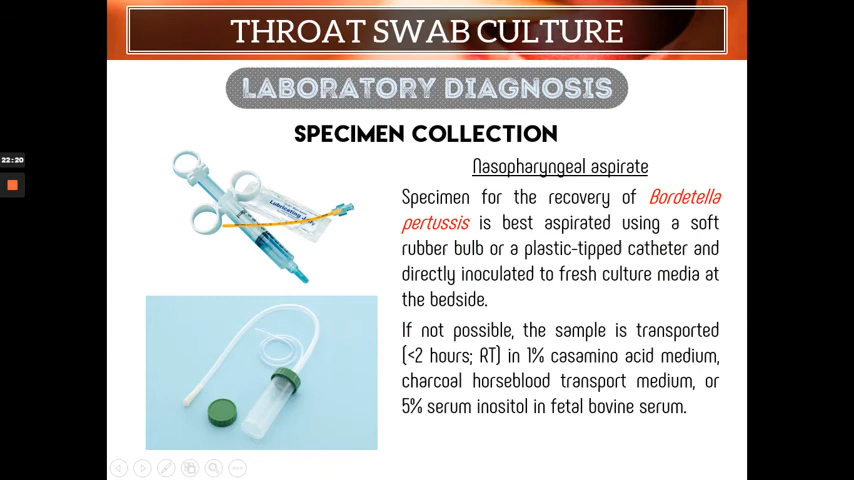 THROAT SWAB CULTURE
LABORATORY DIAGNOSIS
SPECIMEN COLLECTION
22:20
Nasopharyngeal aspirate
Lubricating Jelly
Specimen for the recovery of Bordetella
pertussis is best aspirated using a soft
rubber bulb or a plastic-tipped catheter and
directly inoculated to fresh culture media at
the bedside.
If not possible, the sample is transported
(<2 hours; RT) in 1% casamino acid medium,
charcoal horseblood transport medium, or
5% serum inositol in fetal bovine serum.